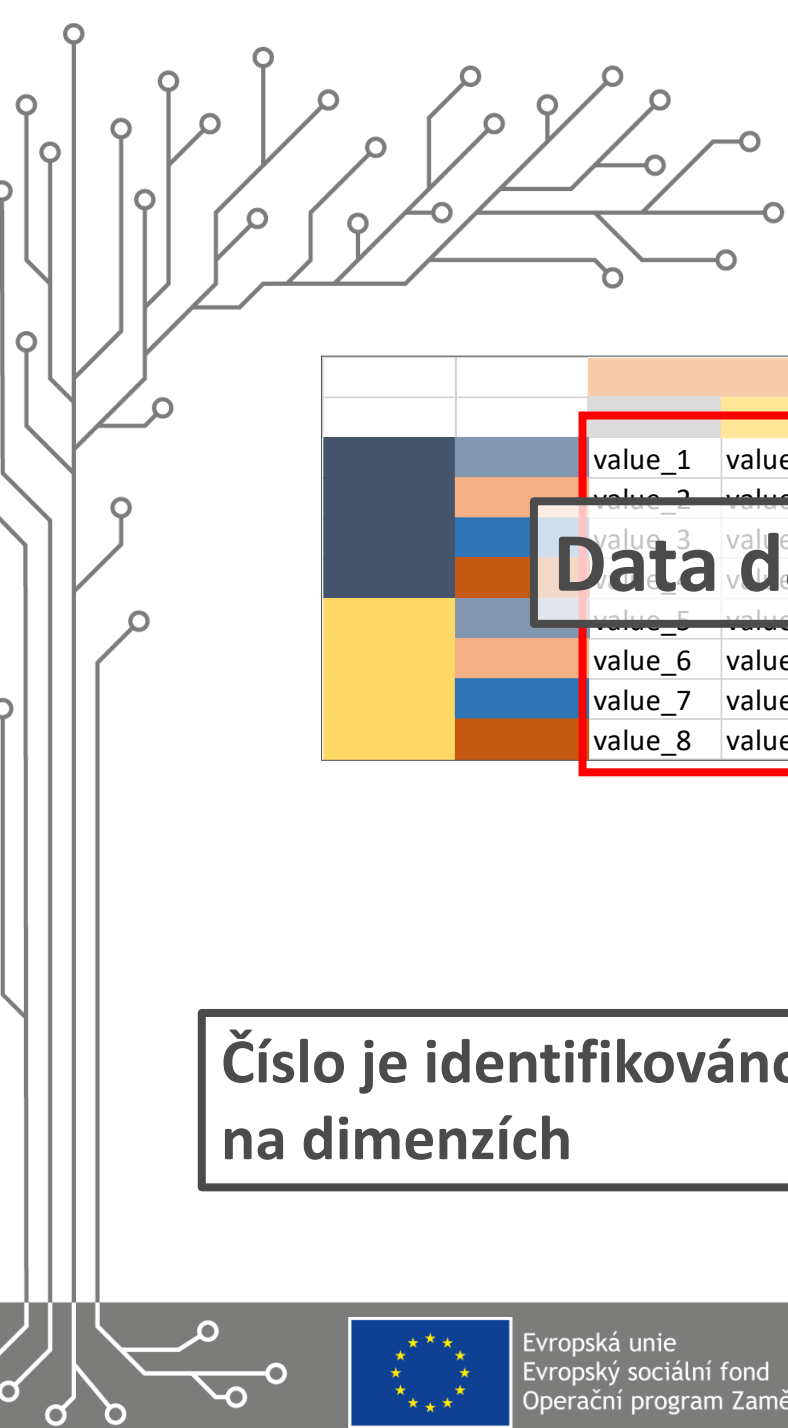 value_1 value
value_2 value
value_3 value
Data d
value_5 value
value_6 value
value_7 value
value_8 value
Číslo je identifikováno
na dimenzích
Evropská unie
Evropský sociální fond
Operační program Zamě